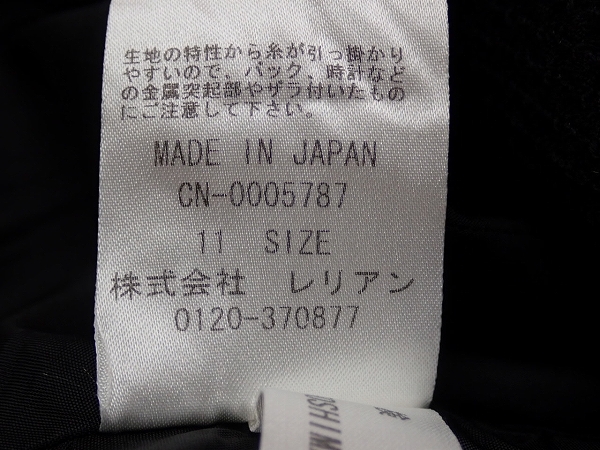 生地の特性から糸が引っ掛かり
やすいので、バック、時計など
の金属突起部やザラ付いたもの
にご注意して下さい。
MADE IN JAPAN
CN-0005787
11 SIZE
株式会社 レリアン
0120-370877